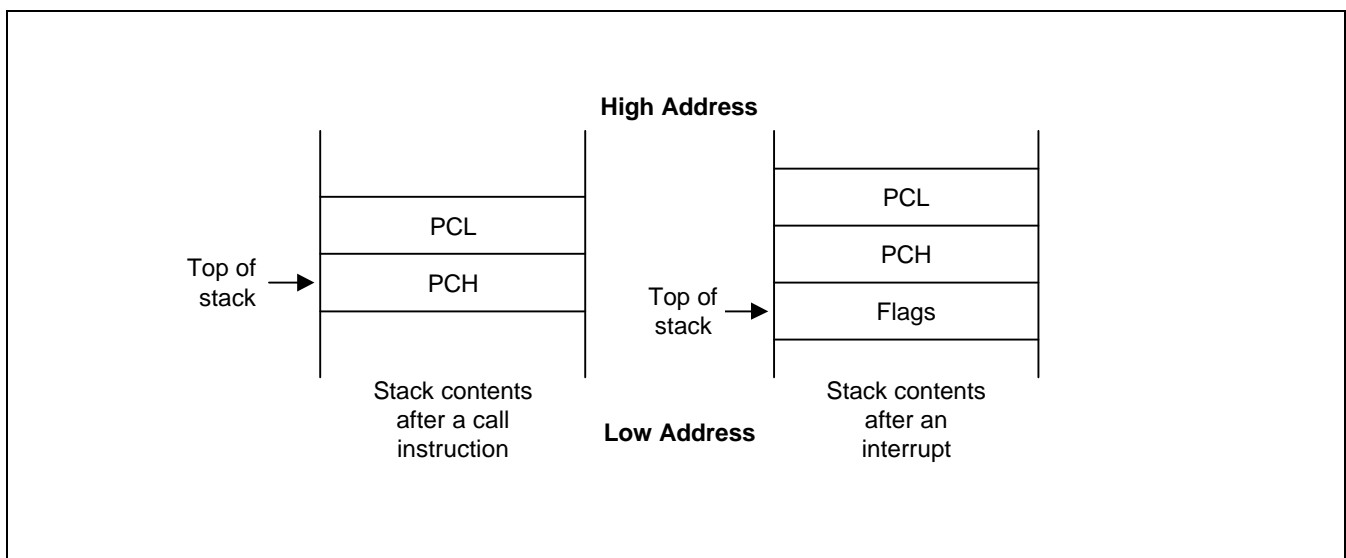 High Address
PCL
PCH
Top of
stack
Stack contents
after a call
instruction
PCL
PCH
Flags
Top of
stack
Stack contents
after an
interrupt
Low Address